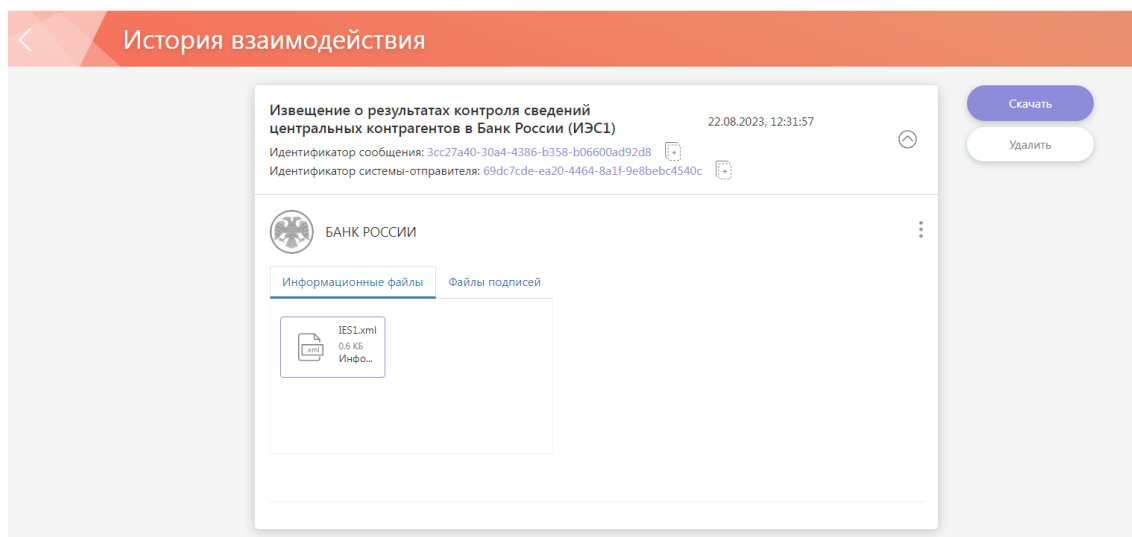 История взаимодействия
Извещение о результатах контроля сведений
центральных контрагентов в Банк России (ИЭС1)
22.08.2023, 12:31:57
Идентификатор сообщения: 3cc27a40-30a4-4386-b358-b06600ad92d8
Идентификатор системы-отправителя: 69dc7cde-ea20-4464-8a1f-9e8bebc4540c
Скачать
Удалить
БАНК РОССИИ
Информационные файлы
Файлы подписей
.xml
IES1.xml
0.6 КБ
Инфо...